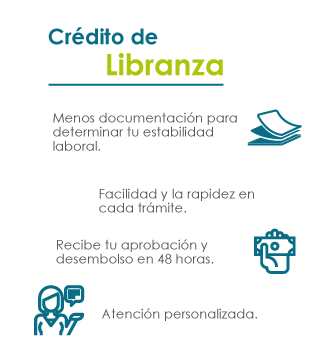 Crédito de
Libranza
Menos documentación para
determinar tu estabilidad
laboral.
Facilidad y la rapidez en
cada trámite.
Recibe tu aprobación y
desembolso en 48 horas.
Atención personalizada.